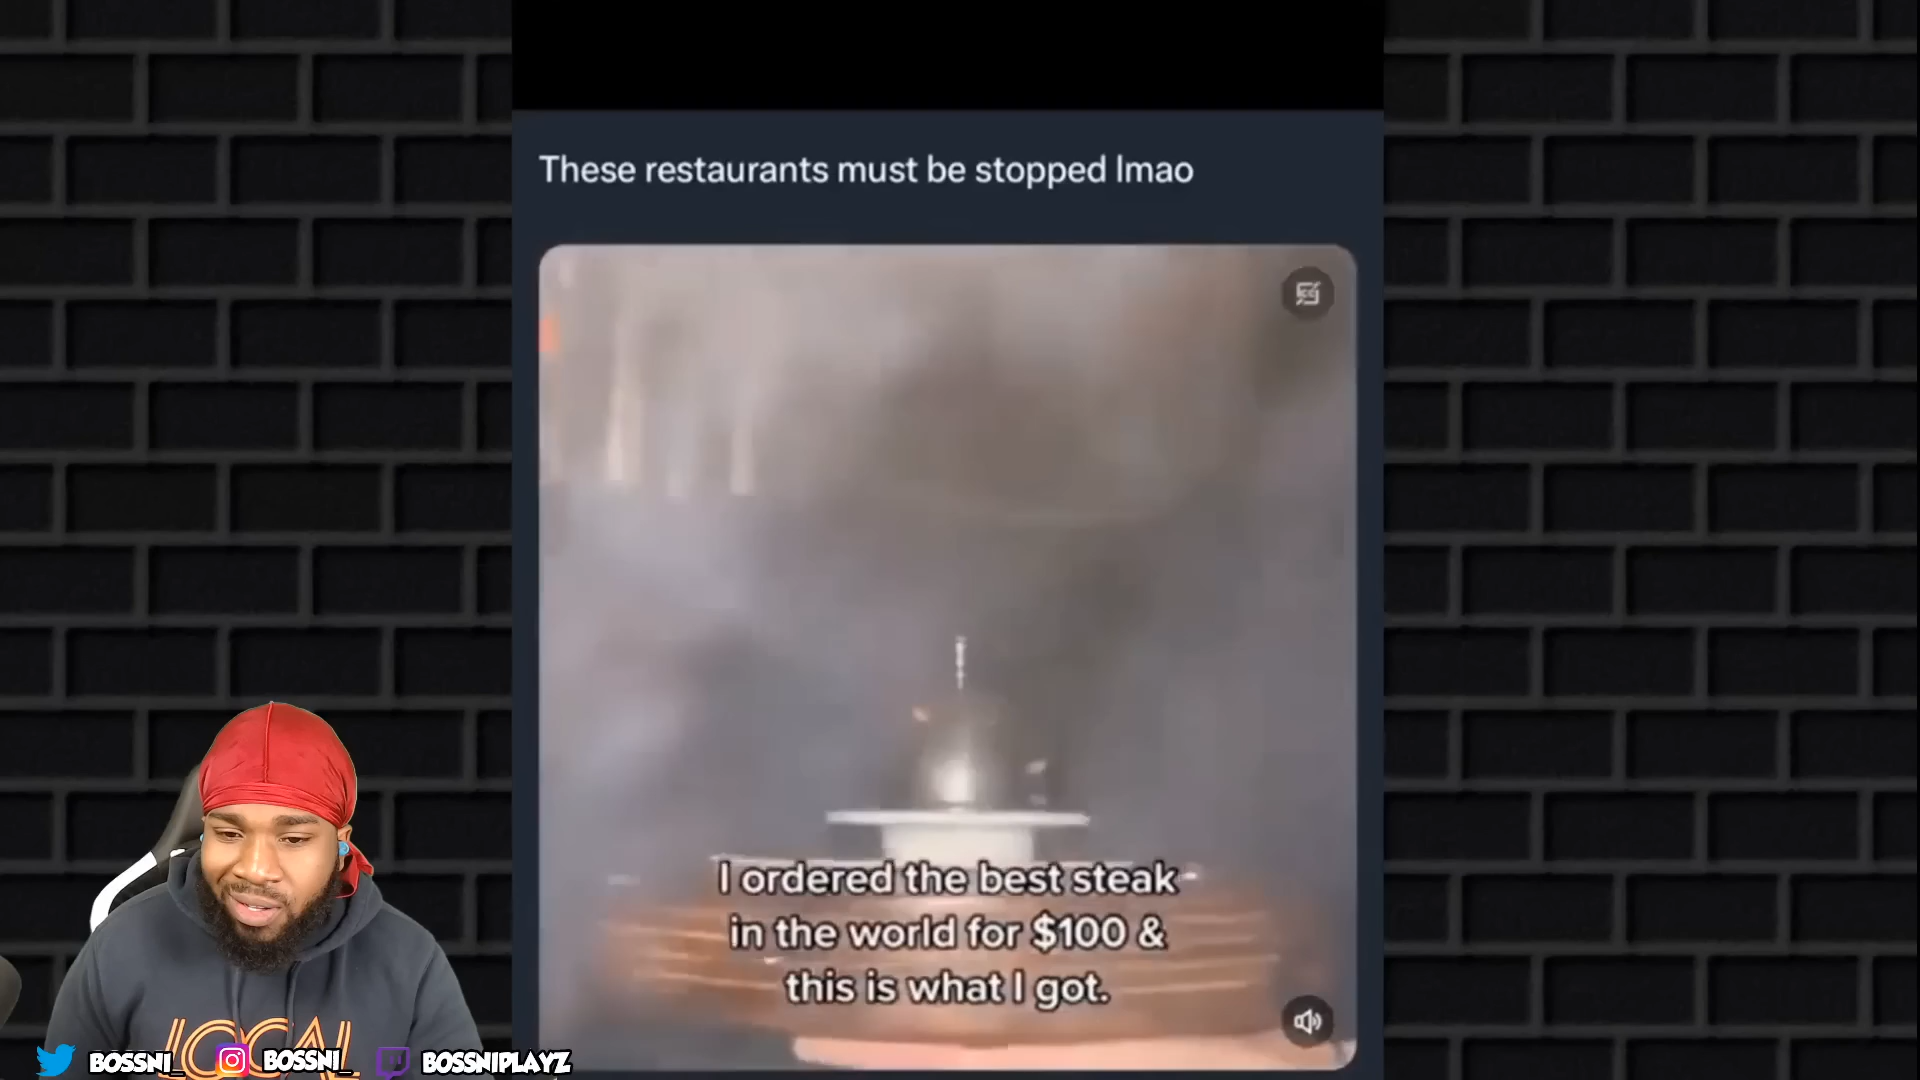 These restaurants must be stopped lmao
I ordered the best steak
in the world for $100 &
this is what I got.
LOCAL
BOSSNI_
BOSSNI_
BOSSNIPLAYZ